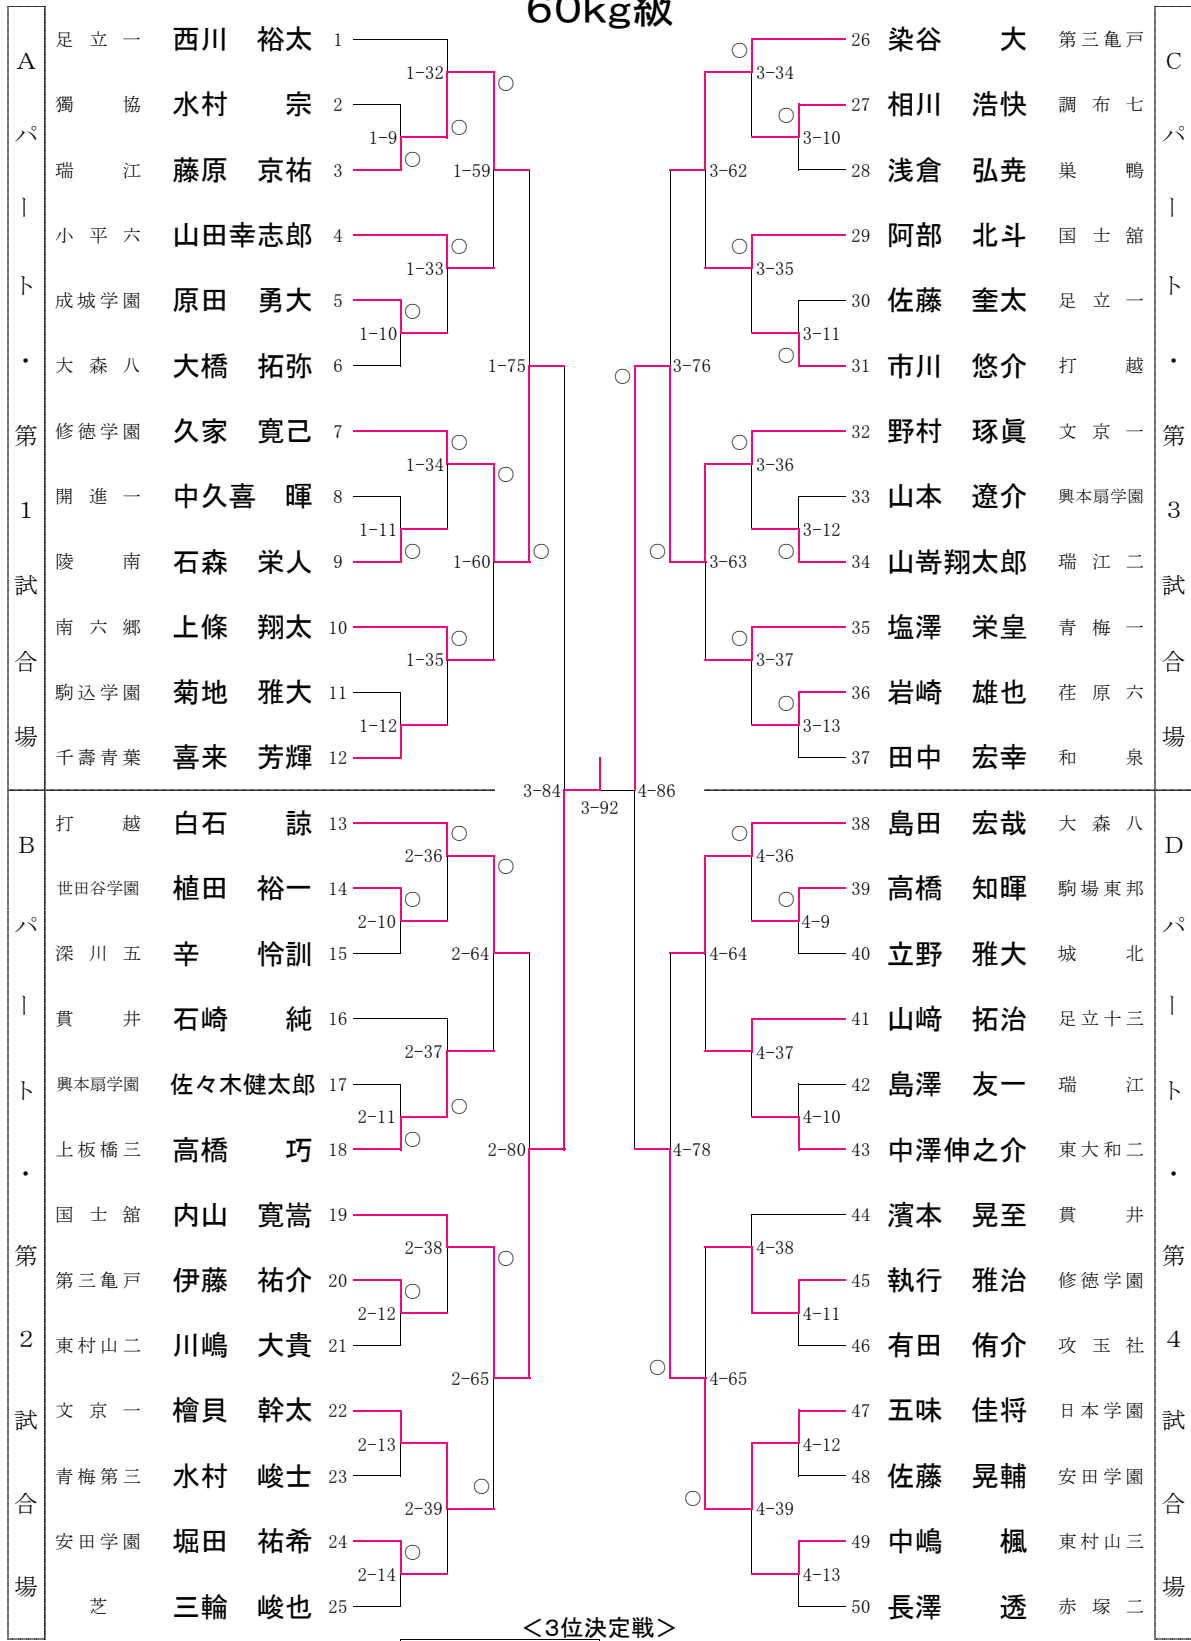 60kg級
Aパート・第1試合場
足立一 西川 裕太 1
獨協 水村 宗 2
瑞江 藤原 京祐 3
小平六 山田幸志郎 4
成城学園 原田 勇大 5
大森八 大橋 拓弥 6
修徳学園 久家 寛己 7
開進一 中久喜 暉 8
陵南 石森 栄人 9
南六郷 上條 翔太 10
駒込学園 菊地 雅大 11
千壽青葉 喜来 芳輝 12
1-32
1-9
1-59
1-33
1-10
1-75
1-34
1-11
1-60
1-35
1-12
Bパート・第2試合場
打越 白石 諒 13
世田谷学園 植田 裕一 14
深川五 辛 怜訓 15
貫井 石崎 純 16
興本扇学園 佐々木健太郎 17
上板橋三 高橋 巧 18
国士舘 内山 寛嵩 19
第三亀戸 伊藤 祐介 20
東村山二 川嶋 大貴 21
文京一 檜貝 幹太 22
青梅第三 水村 峻士 23
安田学園 堀田 祐希 24
芝 三輪 峻也 25
2-36
2-10
2-64
2-37
2-11
2-80
2-38
2-12
2-65
2-13
2-39
2-14
3-84
3-92
4-86
Cパート・第3試合場
26 染谷 大 第三亀戸
27 相川 浩快 調布七
28 浅倉 弘尭 巣鴨
29 阿部 北斗 国士舘
30 佐藤 奎太 足立一
31 市川 悠介 打越
32 野村 琢眞 文京一
33 山本 遼介 興本扇学園
34 山嵜翔太郎 瑞江二
35 塩澤 栄皇 青梅一
36 岩崎 雄也 荏原六
37 田中 宏幸 和泉
3-34
3-10
3-62
3-35
3-11
3-76
3-36
3-12
3-63
3-37
3-13
Dパート・第4試合場
38 島田 宏哉 大森八
39 高橋 知暉 駒場東邦
40 立野 雅大 城北
41 山﨑 拓治 足立十三
42 島澤 友一 瑞江
43 中澤伸之介 東大和二
44 濱本 晃至 貫井
45 執行 雅治 修徳学園
46 有田 侑介 攻玉社
47 五味 佳将 日本学園
48 佐藤 晃輔 安田学園
49 中嶋 楓 東村山三
50 長澤 透 赤塚二
4-36
4-9
4-64
4-37
4-10
4-78
4-38
4-11
4-65
4-12
4-39
4-13
＜3位決定戦＞